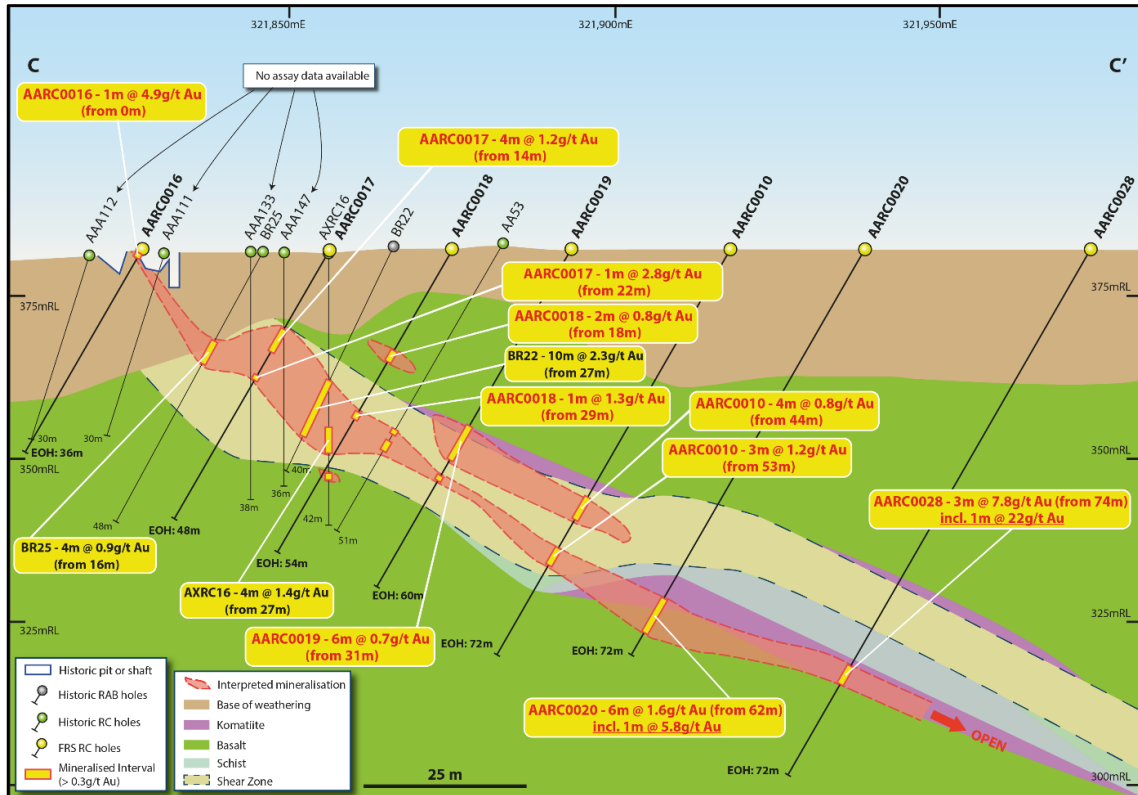 321,850mE
321,900mE
321,950mE
C
C'
No assay data available
AARC0016 - 1m @ 4.9g/t Au
(from 0m)
AARC0017 - 4m @ 1.2g/t Au
(from 14m)
AAA112
AARC0016
AAA111
AAA133
BR25
AAA147
AXRC16
AARC0017
BR22
AARC0018
AA53
AARC0019
AARC0010
AARC0020
AARC0028
375mRL
375mRL
AARC0017 - 1m @ 2.8g/t Au
(from 22m)
AARC0018 - 2m @ 0.8g/t Au
(from 18m)
BR22 - 10m @ 2.3g/t Au
(from 27m)
AARC0018 - 1m @ 1.3g/t Au
(from 29m)
AARC0010 - 4m @ 0.8g/t Au
(from 44m)
AARC0010 - 3m @ 1.2g/t Au
(from 53m)
AARC0028 - 3m @ 7.8g/t Au (from 74m)
incl. 1m @ 22g/t Au
30m
EOH: 36m
30m
350mRL
350mRL
48m
EOH: 48m
38m
36m
40m
42m
51m
EOH: 54m
EOH: 60m
EOH: 72m
EOH: 72m
EOH: 72m
BR25 - 4m @ 0.9g/t Au
(from 16m)
AXRC16 - 4m @ 1.4g/t Au
(from 27m)
AARC0019 - 6m @ 0.7g/t Au
(from 31m)
AARC0020 - 6m @ 1.6g/t Au (from 62m)
incl. 1m @ 5.8g/t Au
325mRL
325mRL
OPEN
300mRL
Historic pit or shaft
Historic RAB holes
Historic RC holes
FRS RC holes
Mineralised Interval
(> 0.3g/t Au)
Interpreted mineralisation
Base of weathering
Komatiite
Basalt
Schist
Shear Zone
25 m